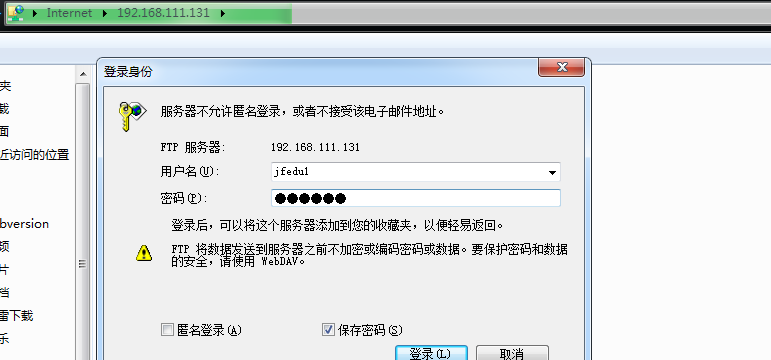 Internet 192.168.111.131
登录身份
夹
载
面
近访问的位置
bversion
频
片
档
雷下载
乐
服务器不允许匿名登录，或者不接受该电子邮件地址。
FTP 服务器: 192.168.111.131
用户名(U): jfedu1
密码(P): ●●●●●●
登录后，可以将这个服务器添加到您的收藏夹，以便轻易返回。
FTP 将数据发送到服务器之前不加密或编码密码或数据。要保护密码和数据
的安全，请使用 WebDAV。
匿名登录(A) 保存密码(S)
登录(L) 取消